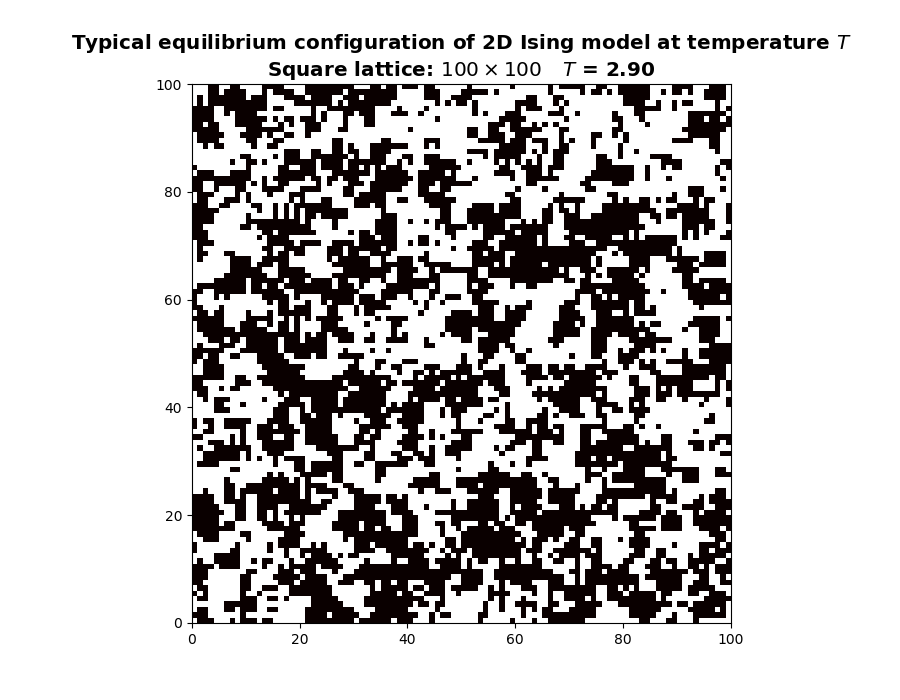 Typical equilibrium configuration of 2D Ising model at temperature T
Square lattice: 100 × 100 T = 2.90
100
80
60
40
20
0
0 20 40 60 80 100